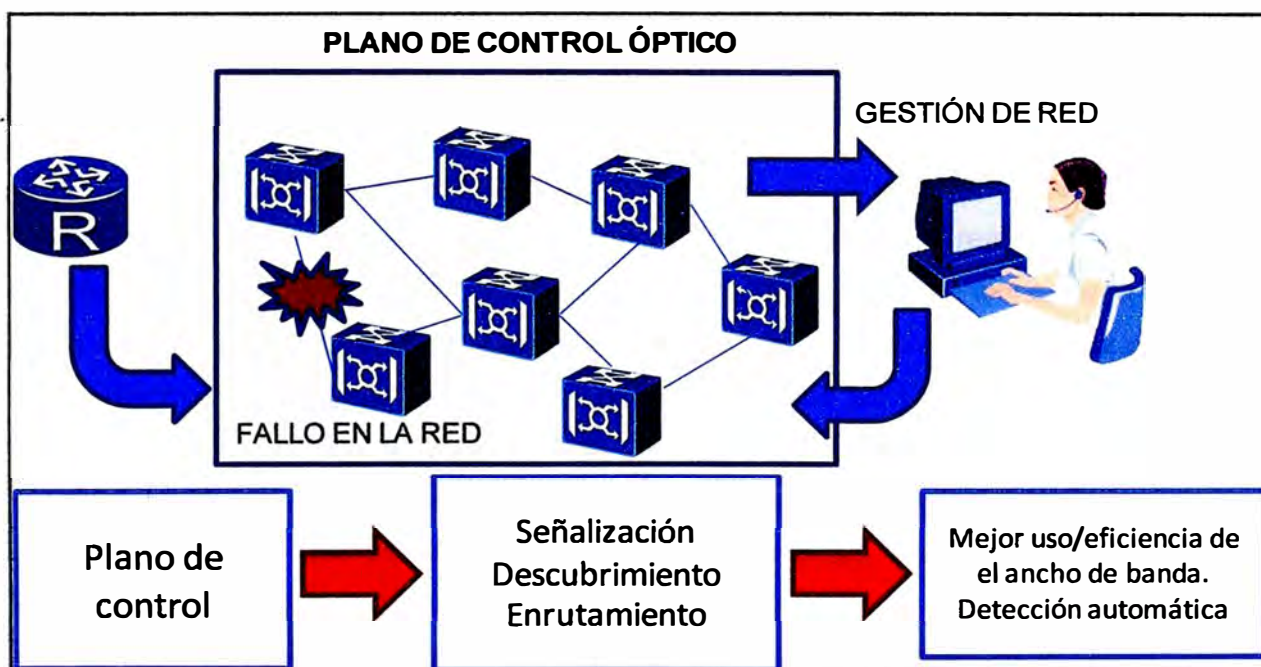 PLANO DE CONTROL ÓPTICO
GESTIÓN DE RED
R
FALLO EN LA RED
Plano de
control
Señalización
Descubrimiento
Enrutamiento
Mejor uso/eficiencia de
el ancho de banda.
Detección automática